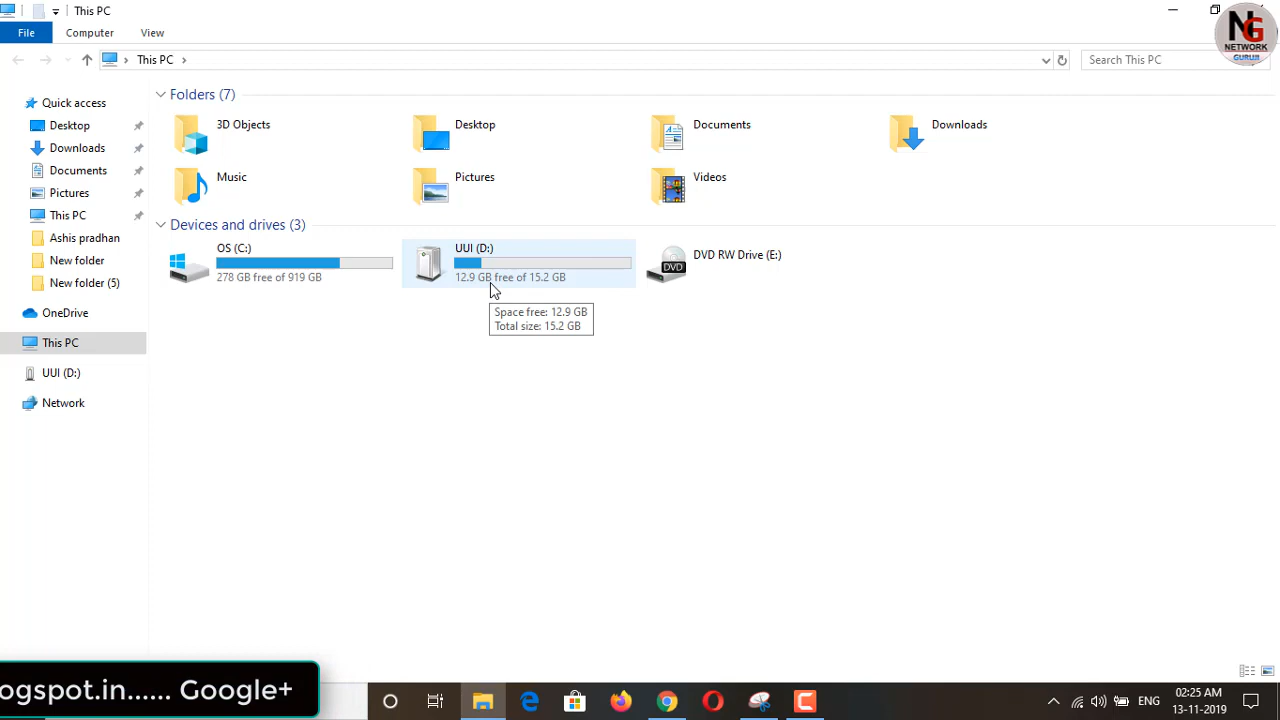 This PC
File
Computer
View
This PC
Search This PC
NG
NETWORK
GURUJI
Quick access
Desktop
Downloads
Documents
Pictures
This PC
Ashis pradhan
New folder
New folder (5)
OneDrive
This PC
UUI (D:)
Network
Folders (7)
3D Objects
Desktop
Documents
Downloads
Music
Pictures
Videos
Devices and drives (3)
OS (C:)
278 GB free of 919 GB
UUI (D:)
12.9 GB free of 15.2 GB
DVD RW Drive (E:)
DVD
Space free: 12.9 GB
Total size: 15.2 GB
ogspot.in...... Google+
ENG
02:25 AM
13-11-2019